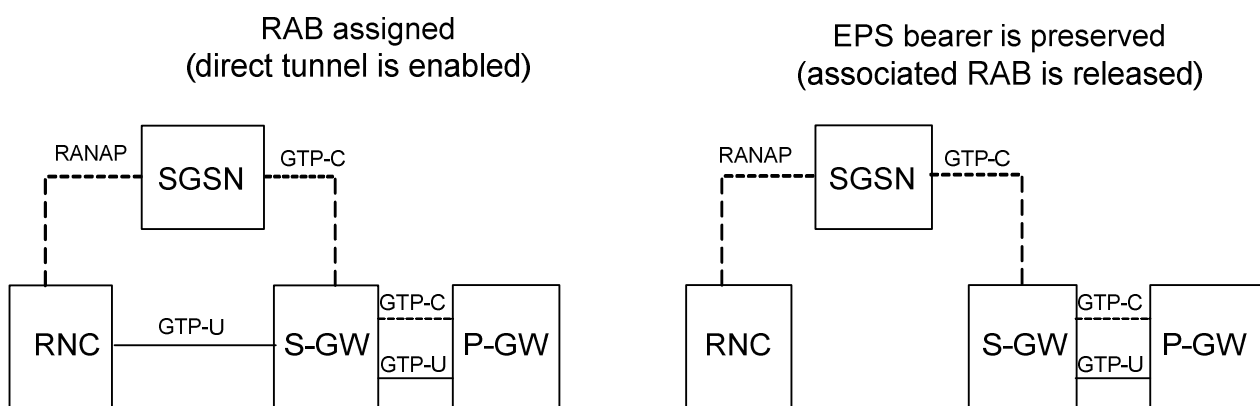 RAB assigned
(direct tunnel is enabled)
RANAP
SGSN
GTP-C
RNC
GTP-U
S-GW
GTP-C
GTP-U
P-GW
EPS bearer is preserved
(associated RAB is released)
RANAP
SGSN
GTP-C
RNC
S-GW
GTP-C
GTP-U
P-GW